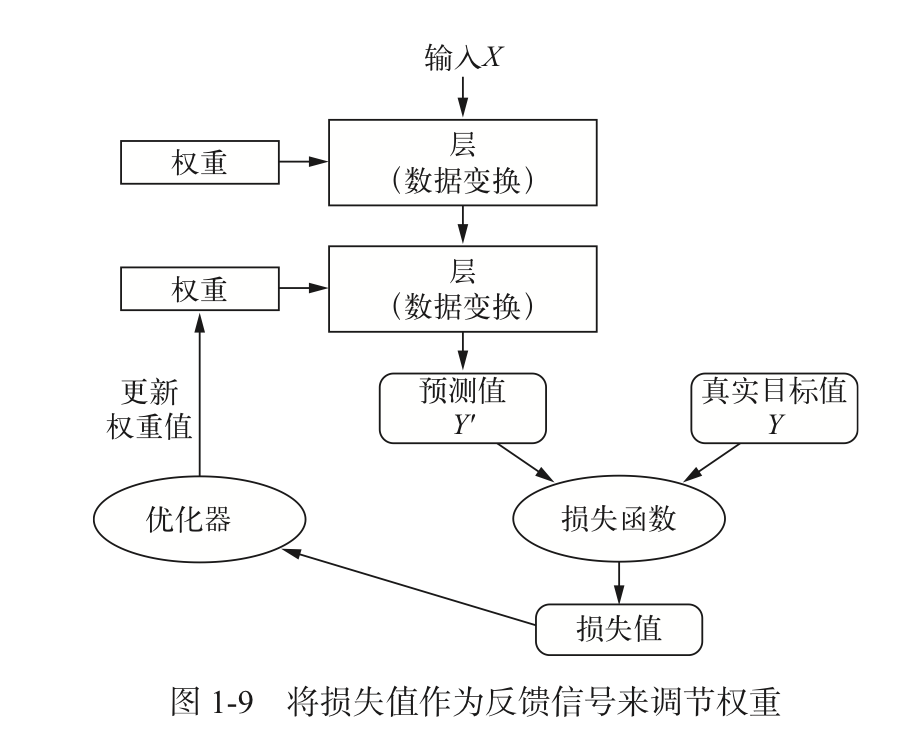 输入X
权重
层
（数据变换）
权重
层
（数据变换）
更新
权重值
预测值
Y′
真实目标值
Y
优化器
损失函数
损失值
图 1-9 将损失值作为反馈信号来调节权重